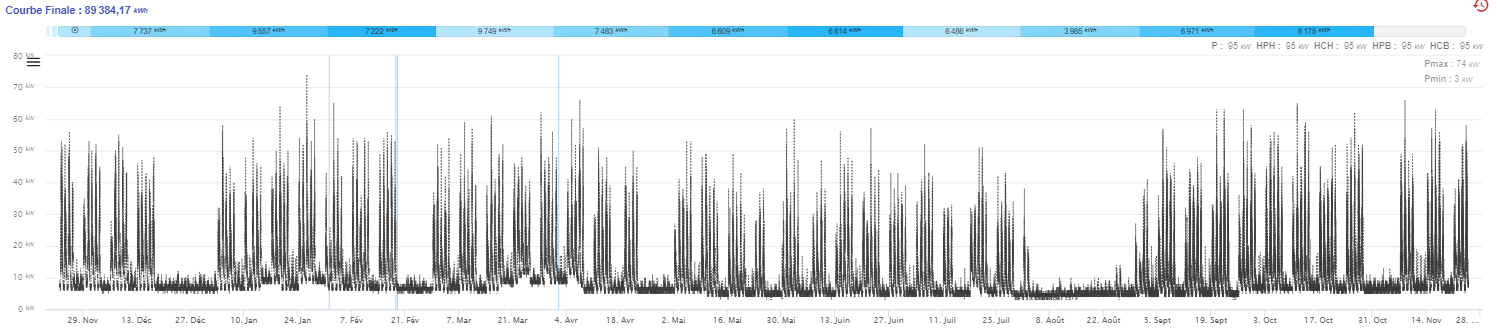 Courbe Finale : 89 384,17 kWh
7 737 kWh 9 557 kWh 7 222 kWh 9 749 kWh 7 483 kWh 6 609 kWh 6 614 kWh 6 486 kWh 3 985 kWh 6 971 kWh 8 175 kWh
P : 95 kW HPH : 95 kW HCH : 95 kW HPB : 95 kW HCB : 95 kW
Pmax : 74 kW
Pmin : 3 kW
80 kW
70 kW
60 kW
50 kW
40 kW
30 kW
20 kW
10 kW
0 kW
29. Nov 13. Déc 27. Déc 10. Jan 24. Jan 7. Fév 21. Fév 7. Mar 21. Mar 4. Avr 18. Avr 2. Mai 16. Mai 30. Mai 13. Juin 27. Juin 11. Juil 25. Juil 8. Août 22. Août 5. Sept 19. Sept 3. Oct 17. Oct 31. Oct 14. Nov 28. ...